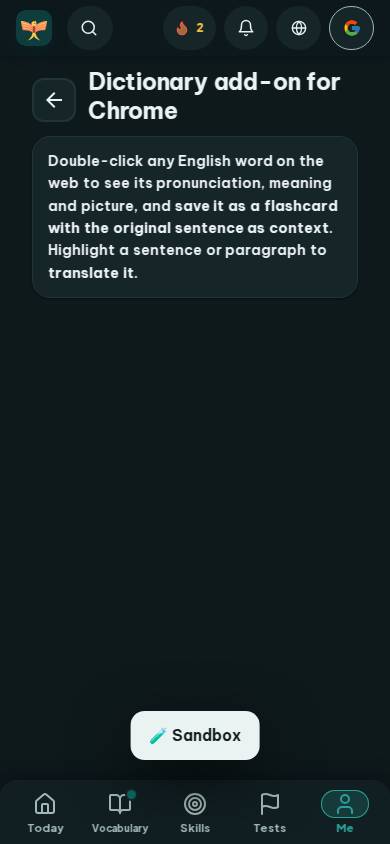 2
Dictionary add-on for
Chrome
Double-click any English word on the
web to see its pronunciation, meaning
and picture, and save it as a flashcard
with the original sentence as context.
Highlight a sentence or paragraph to
translate it.
Sandbox
Today
Vocabulary
Skills
Tests
Me